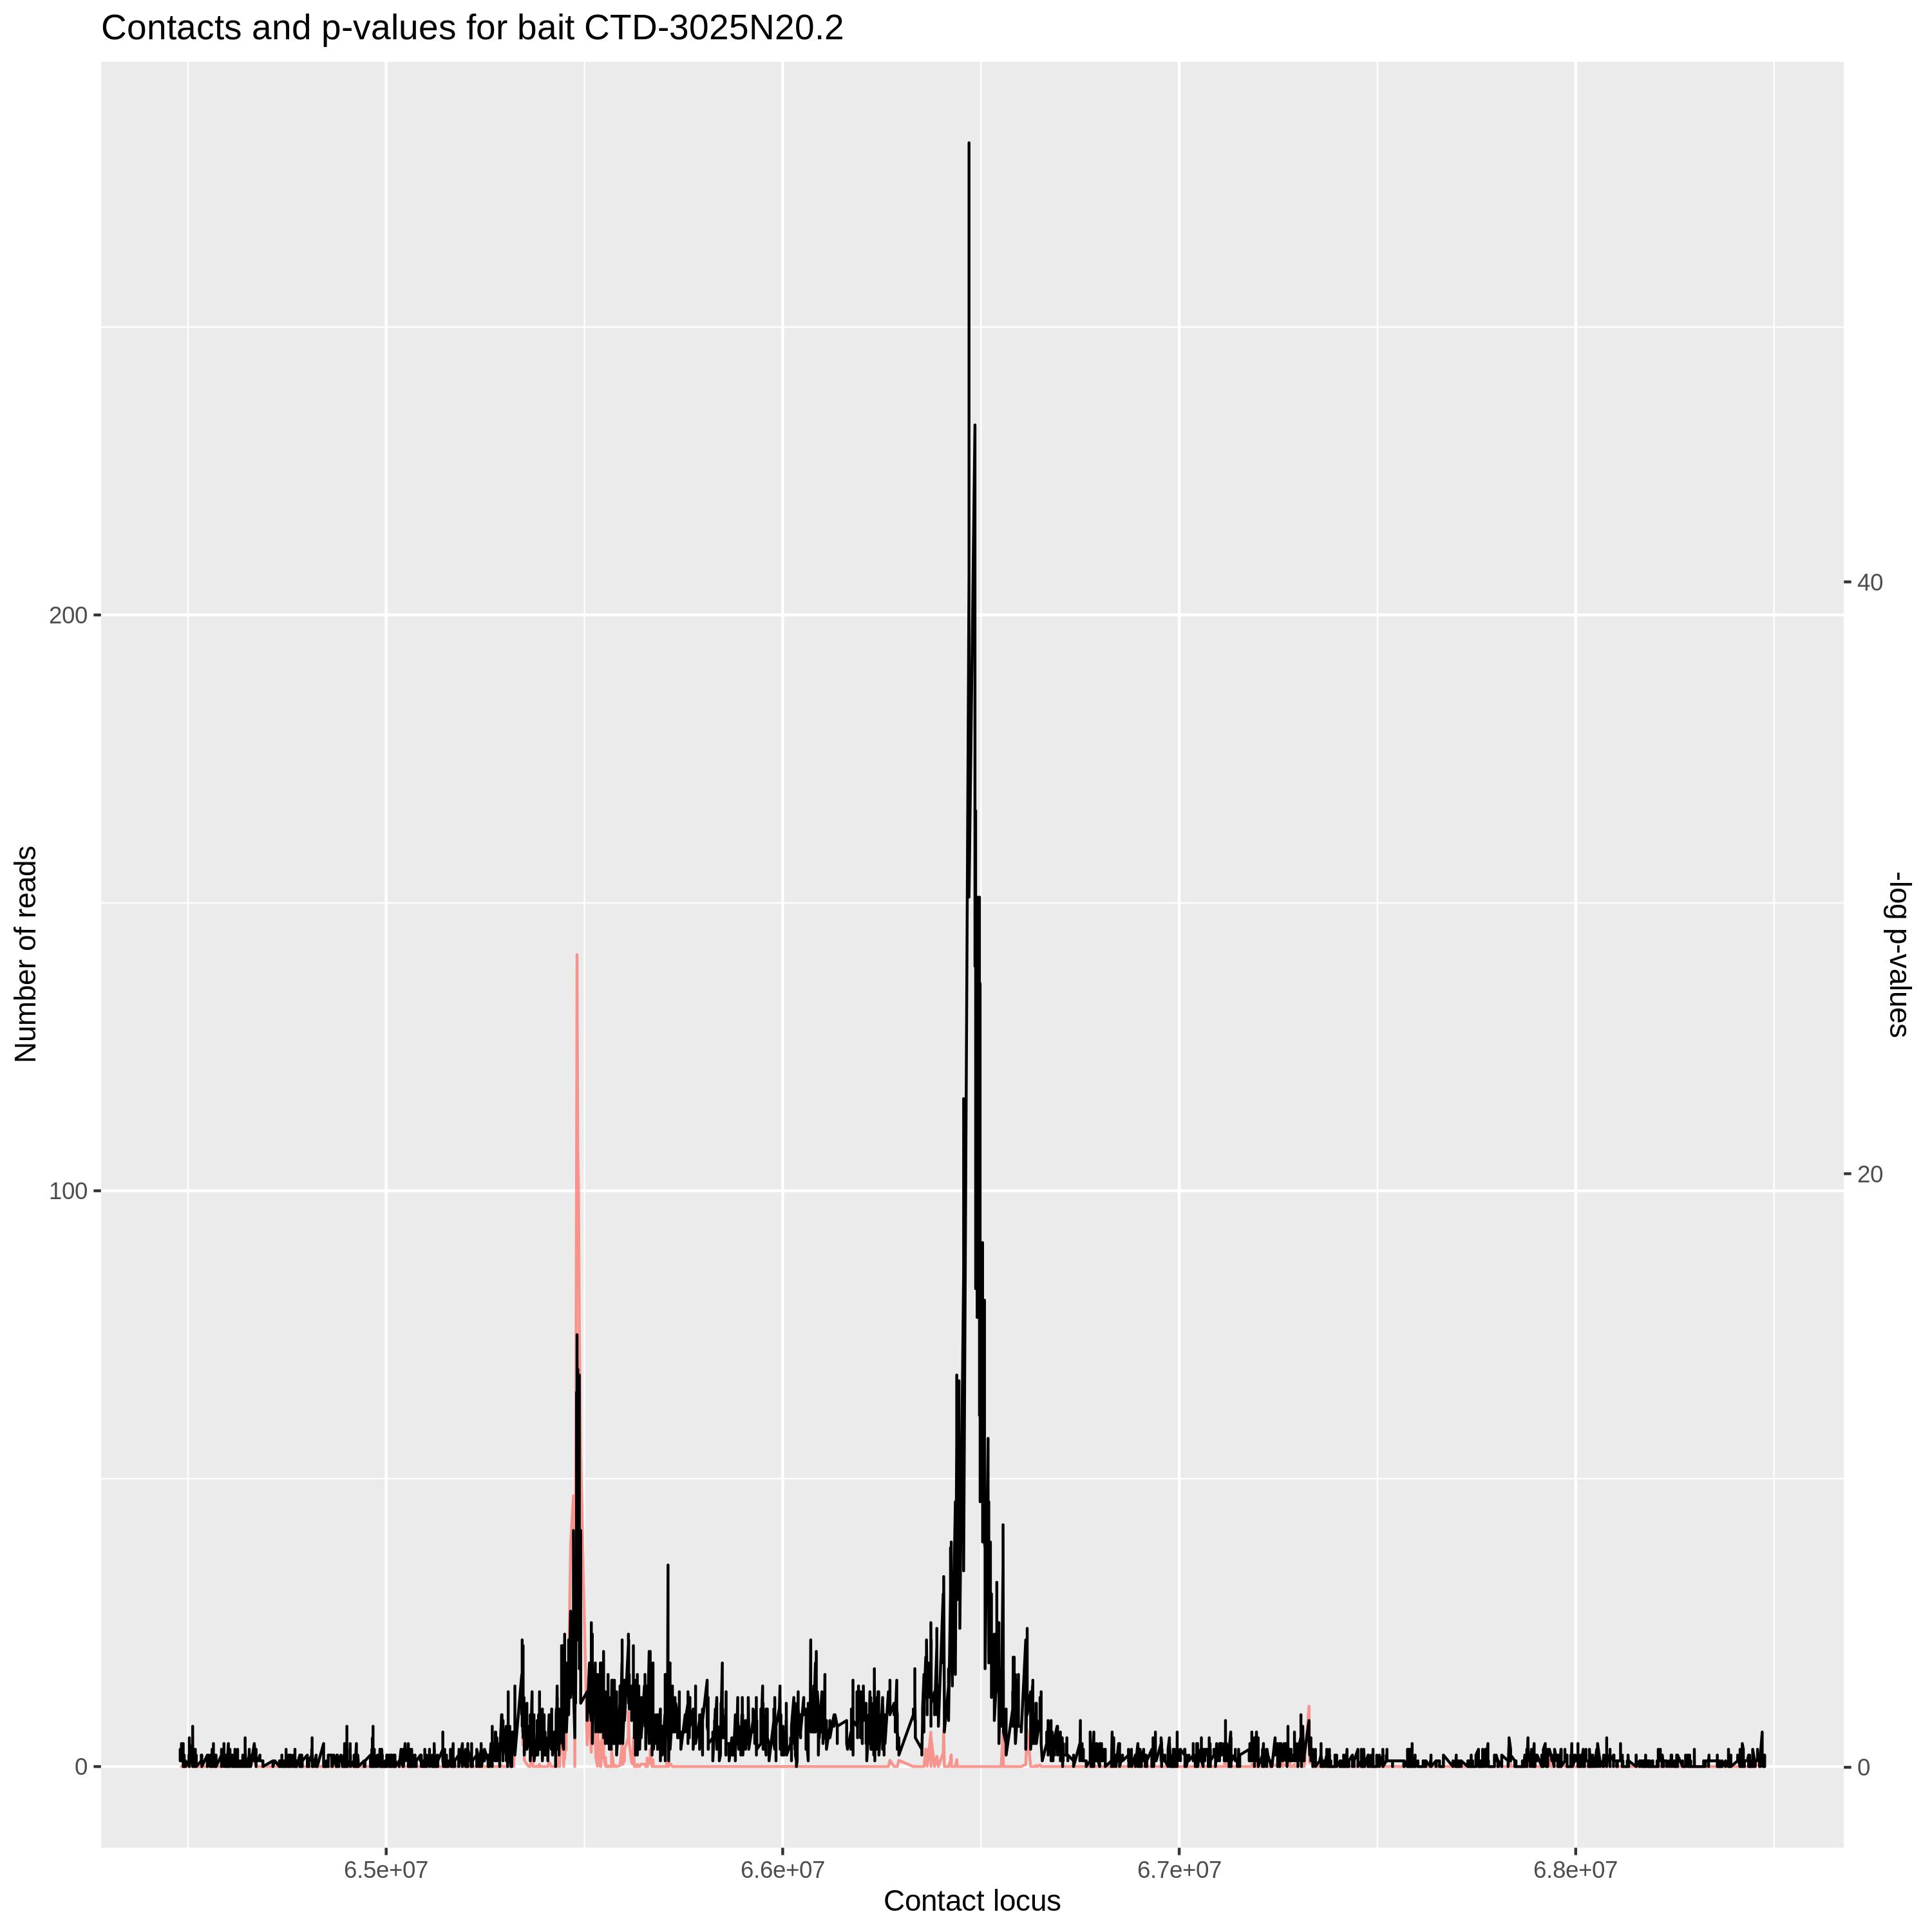 Contacts and p-values for bait CTD-3025N20.2
Number of reads
200
100
0
40
20
0
-log p-values
6.5e+07
6.6e+07
6.7e+07
6.8e+07
Contact locus